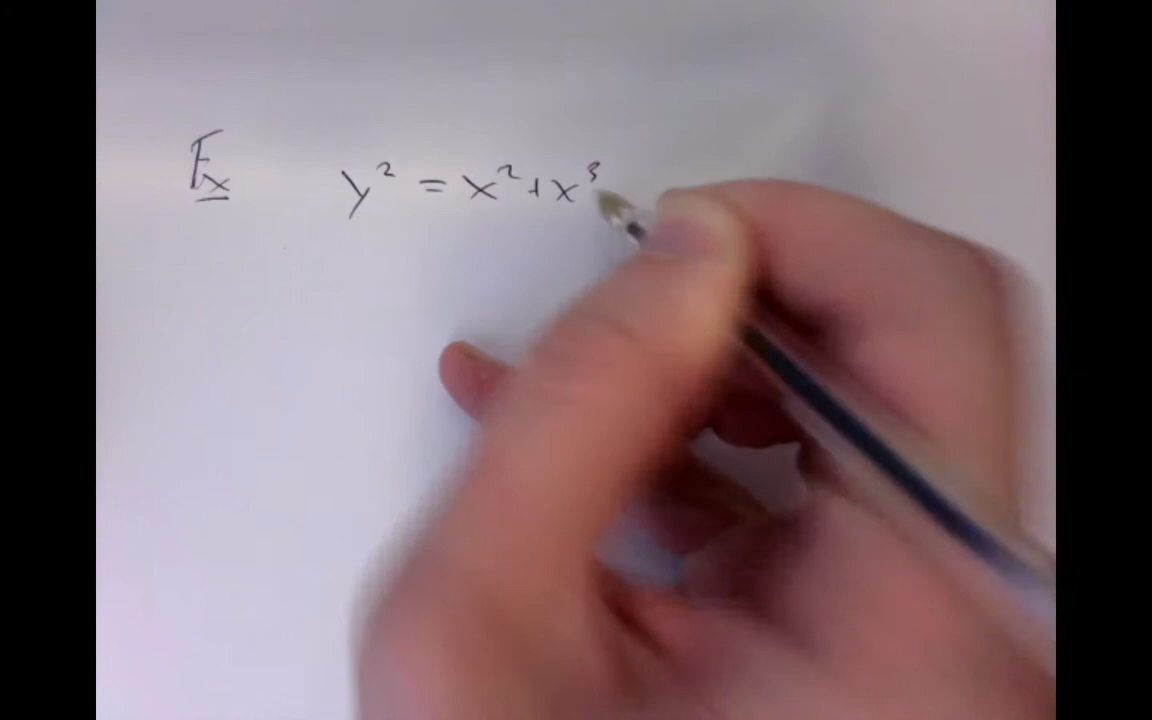 Ex y² = x² + x³